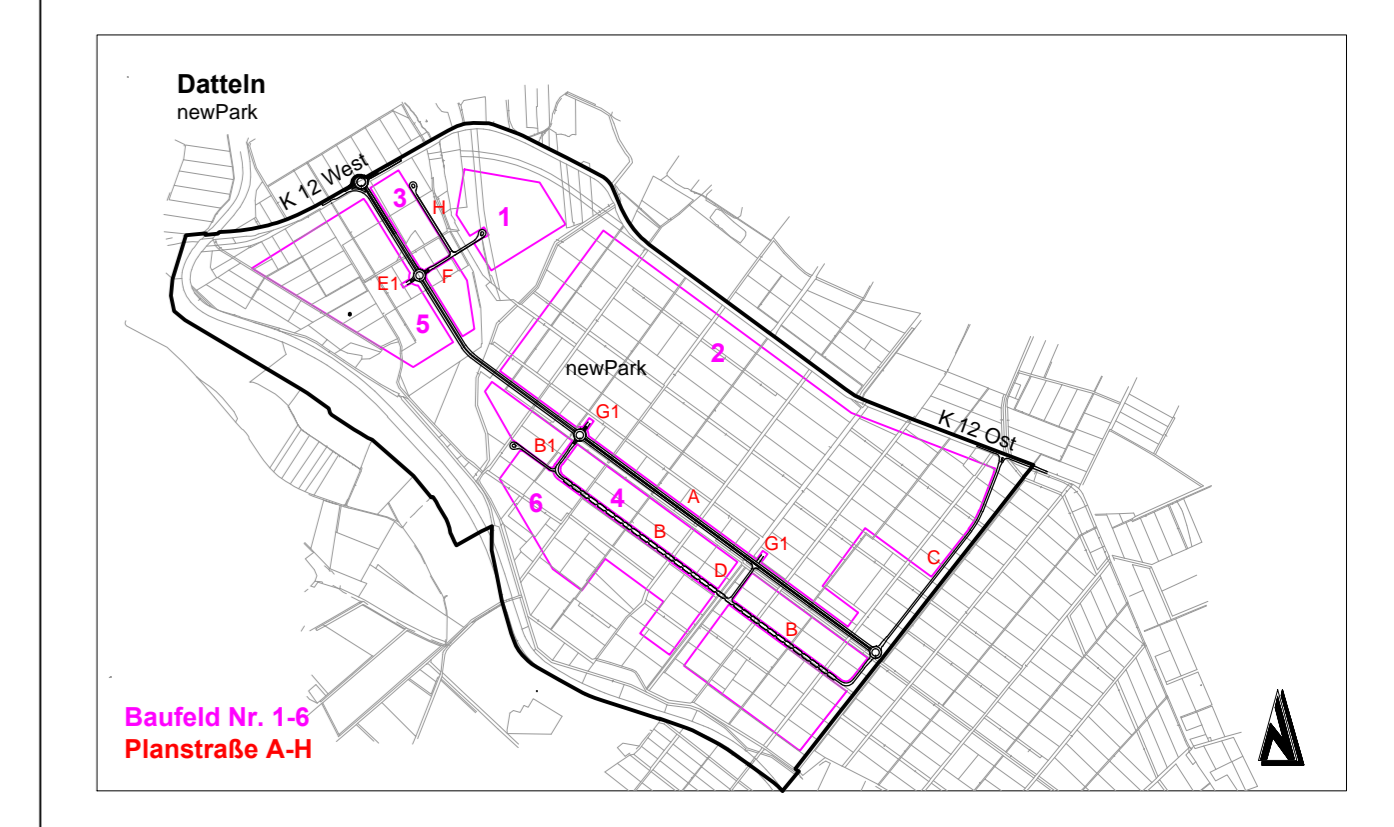 Datteln
newPark
K 12 West
3
H
1
E1
F
5
2
newPark
G1
K 12 Ost
B1
6
4
A
B
G1
C
D
B
Baufeld Nr. 1-6
Planstraße A-H
N